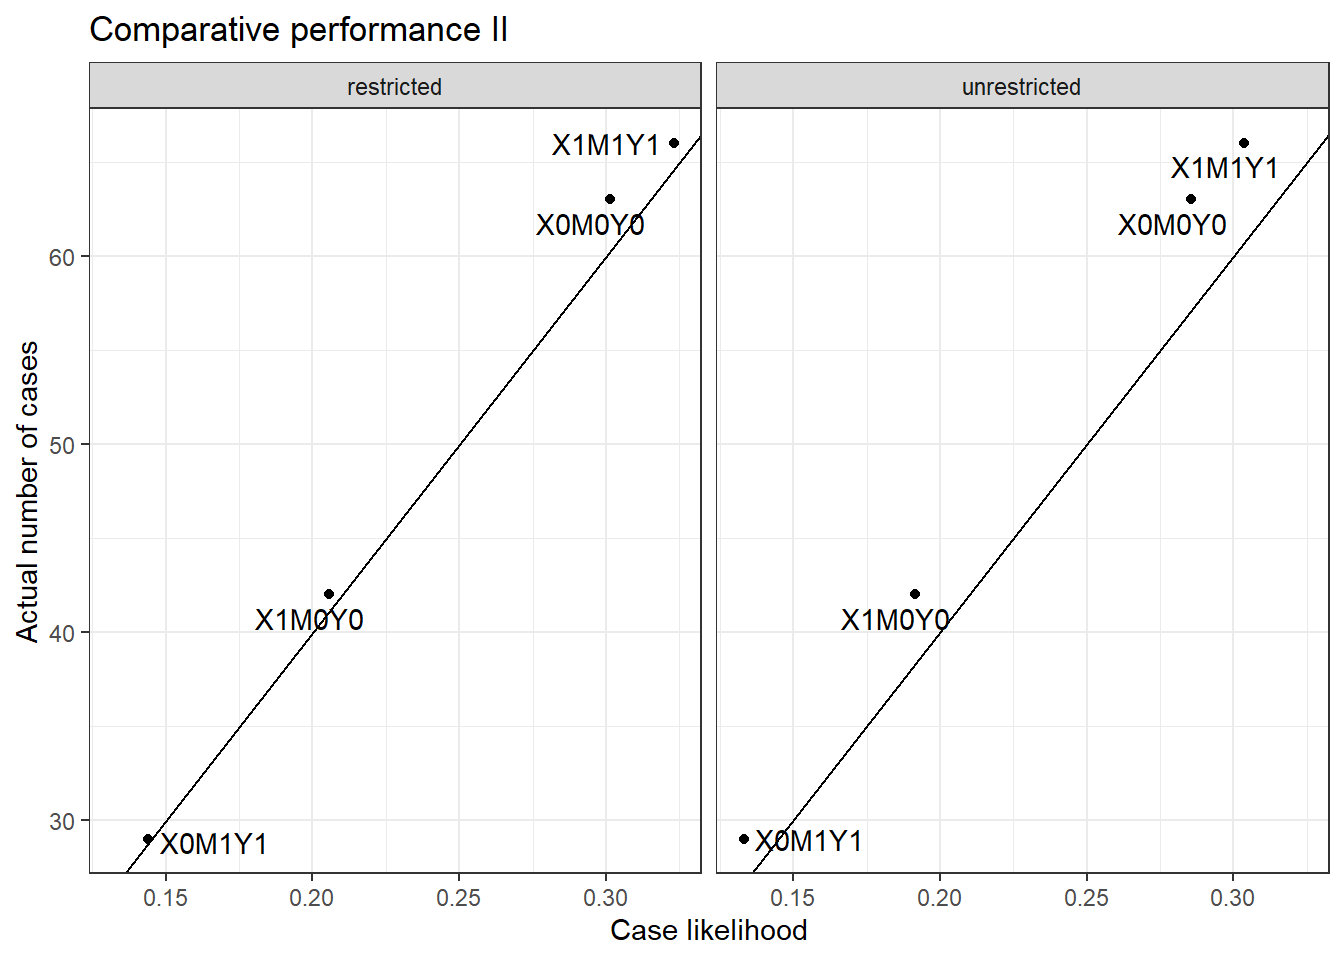 Comparative performance II
restricted
unrestricted
Actual number of cases
60
50
40
30
X1M1Y1
X0M0Y0
X1M0Y0
X0M1Y1
X1M1Y1
X0M0Y0
X1M0Y0
X0M1Y1
0.15 0.20 0.25 0.30
0.15 0.20 0.25 0.30
Case likelihood